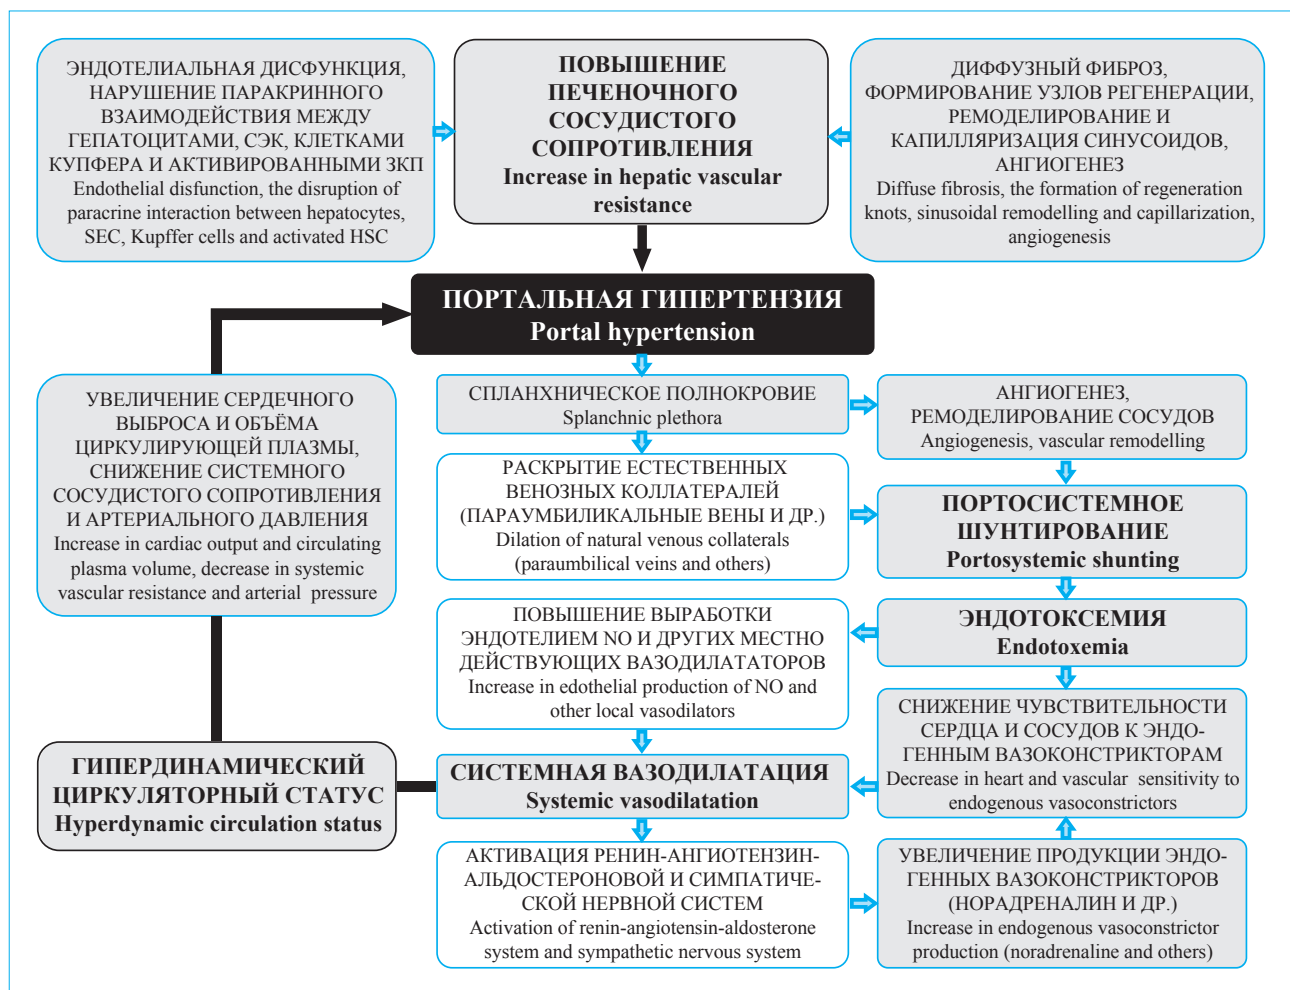 ЭНДОТЕЛИАЛЬНАЯ ДИСФУНКЦИЯ,
НАРУШЕНИЕ ПАРАКРИННОГО
ВЗАИМОДЕЙСТВИЯ МЕЖДУ
ГЕПАТОЦИТАМИ, СЭК, КЛЕТКАМИ
КУПФЕРА И АКТИВИРОВАННЫМИ ЗКП
Endothelial disfunction, the disruption of
paracrine interaction between hepatocytes,
SEC, Kupffer cells and activated HSC
ПОВЫШЕНИЕ
ПЕЧЕНОЧНОГО
СОСУДИСТОГО
СОПРОТИВЛЕНИЯ
Increase in hepatic vascular
resistance
ДИФФУЗНЫЙ ФИБРОЗ,
ФОРМИРОВАНИЕ УЗЛОВ РЕГЕНЕРАЦИИ,
РЕМОДЕЛИРОВАНИЕ И
КАПИЛЛЯРИЗАЦИЯ СИНУСОИДОВ,
АНГИОГЕНЕЗ
Diffuse fibrosis, the formation of regeneration
knots, sinusoidal remodelling and capillarization,
angiogenesis
ПОРТАЛЬНАЯ ГИПЕРТЕНЗИЯ
Portal hypertension
УВЕЛИЧЕНИЕ СЕРДЕЧНОГО
ВЫБРОСА И ОБЪЁМА
ЦИРКУЛИРУЮЩЕЙ ПЛАЗМЫ,
СНИЖЕНИЕ СИСТЕМНОГО
СОСУДИСТОГО СОПРОТИВЛЕНИЯ
И АРТЕРИАЛЬНОГО ДАВЛЕНИЯ
Increase in cardiac output and circulating
plasma volume, decrease in systemic
vascular resistance and arterial pressure
СПЛАНХНИЧЕСКОЕ ПОЛНОКРОВИЕ
Splanchnic plethora
АНГИОГЕНЕЗ,
РЕМОДЕЛИРОВАНИЕ СОСУДОВ
Angiogenesis, vascular remodelling
РАСКРЫТИЕ ЕСТЕСТВЕННЫХ
ВЕНОЗНЫХ КОЛЛАТЕРАЛЕЙ
(ПАРАУМБИЛИКАЛЬНЫЕ ВЕНЫ И ДР.)
Dilation of natural venous collaterals
(paraumbilical veins and others)
ПОРТОСИСТЕМНОЕ
ШУНТИРОВАНИЕ
Portosystemic shunting
ПОВЫШЕНИЕ ВЫРАБОТКИ
ЭНДОТЕЛИЕМ NO И ДРУГИХ МЕСТНО
ДЕЙСТВУЮЩИХ ВАЗОДИЛАТАТОРОВ
Increase in edothelial production of NO and
other local vasodilators
ЭНДОТОКСЕМИЯ
Endotoxemia
СНИЖЕНИЕ ЧУВСТВИТЕЛЬНОСТИ
СЕРДЦА И СОСУДОВ К ЭНДО-
ГЕННЫМ ВАЗОКОНСТРИКТОРАМ
Decrease in heart and vascular sensitivity to
endogenous vasoconstrictors
ГИПЕРДИНАМИЧЕСКИЙ
ЦИРКУЛЯТОРНЫЙ СТАТУС
Hyperdynamic circulation status
СИСТЕМНАЯ ВАЗОДИЛАТАЦИЯ
Systemic vasodilatation
АКТИВАЦИЯ РЕНИН-АНГИОТЕНЗИН-
АЛЬДОСТЕРОНОВОЙ И СИМПАТИЧЕ-
СКОЙ НЕРВНОЙ СИСТЕМ
Activation of renin-angiotensin-aldosterone
system and sympathetic nervous system
УВЕЛИЧЕНИЕ ПРОДУКЦИИ ЭНДО-
ГЕННЫХ ВАЗОКОНСТРИКТОРОВ
(НОРАДРЕНАЛИН И ДР.)
Increase in endogenous vasoconstrictor
production (noradrenaline and others)